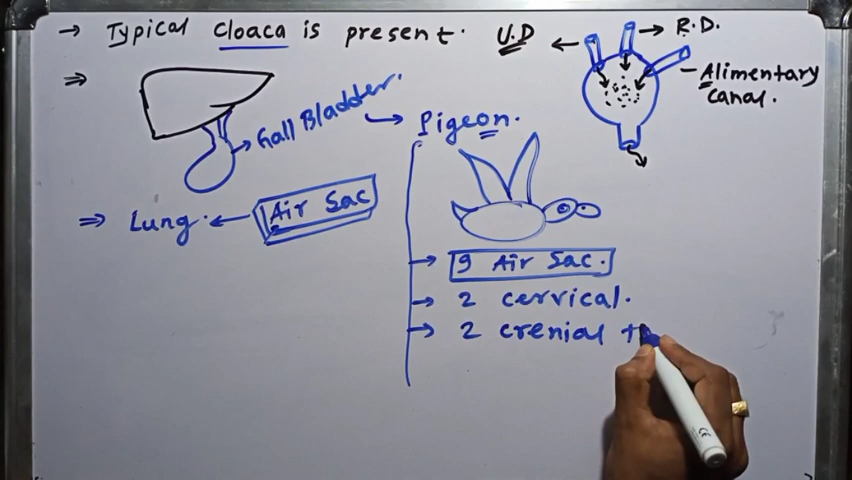 → Typical Cloaca is present.
U.D ←
→ R.D.
Alimentary
canal.
⇒
→ Gall Bladder.
→ Pigeon.
⇒ Lung. ← Air Sac
→ 9 Air Sac.
→ 2 cervical.
→ 2 crenial t